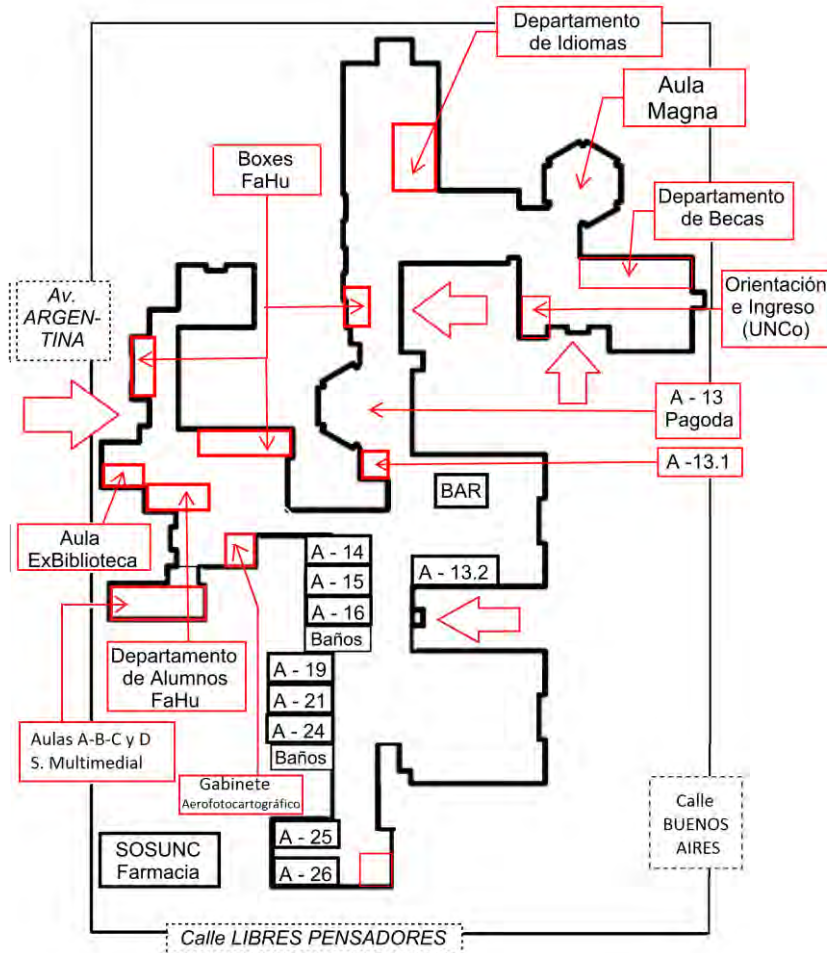 Departamento
de Idiomas
Aula
Magna
Boxes
FaHu
Departamento
de Becas
Av.
ARGEN-
TINA
Orientación
e Ingreso
(UNCo)
A - 13
Pagoda
A -13.1
BAR
Aula
ExBiblioteca
A - 14
A - 15
A - 16
Baños
A - 13.2
Departamento
de Alumnos
FaHu
A - 19
A - 21
A - 24
Baños
Aulas A-B-C y D
S. Multimedial
Gabinete
Aerofotocartográfico
Calle
BUENOS
AIRES
SOSUNC
Farmacia
A - 25
A - 26
Calle LIBRES PENSADORES